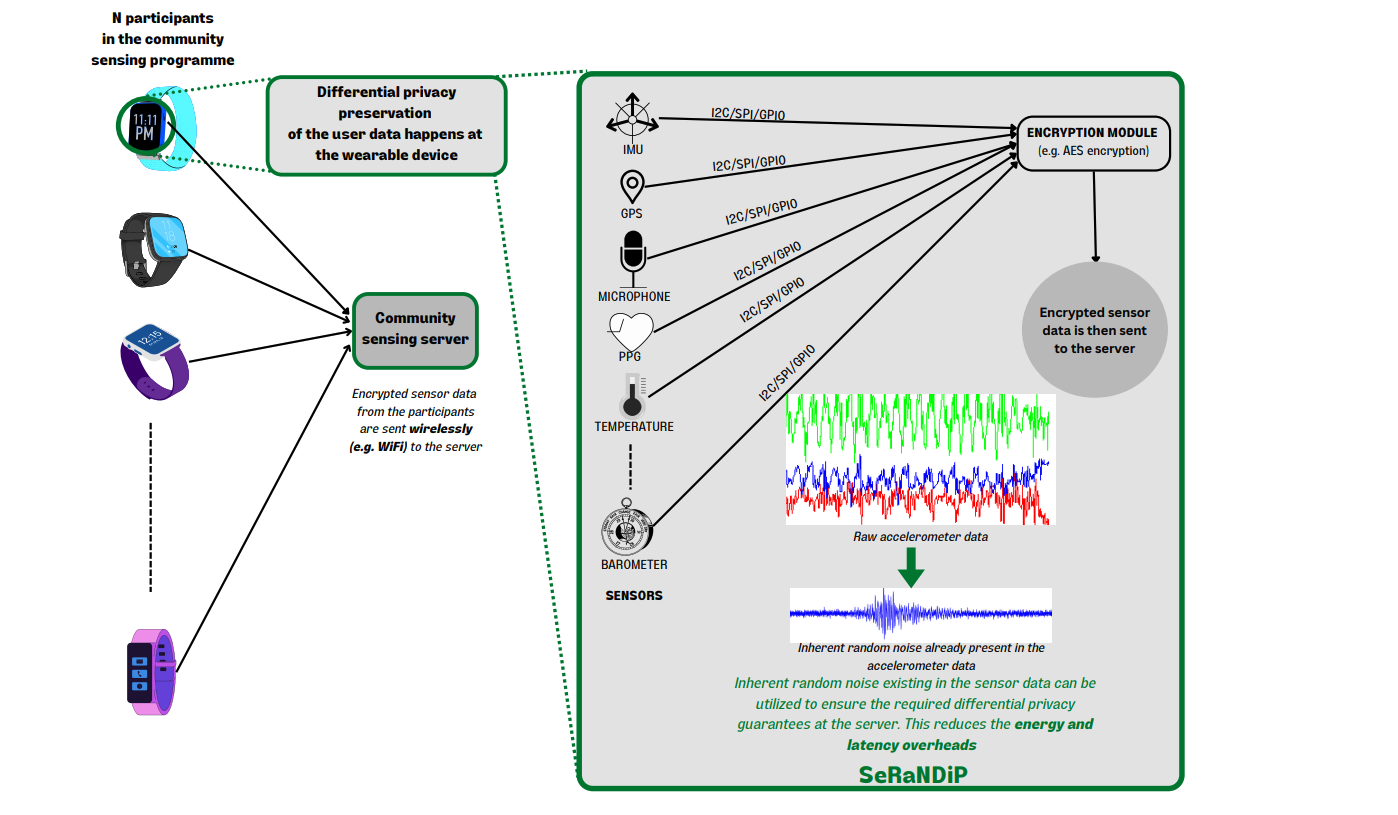 N participants
in the community
sensing programme
11:11
PM
12:15
Differential privacy
preservation
of the user data happens at
the wearable device
Community
sensing server
Encrypted sensor data
from the participants
are sent wirelessly
(e.g. WiFi) to the server
IMU
GPS
MICROPHONE
PPG
TEMPERATURE
BAROMETER
SENSORS
I2C/SPI/GPIO
I2C/SPI/GPIO
I2C/SPI/GPIO
I2C/SPI/GPIO
I2C/SPI/GPIO
I2C/SPI/GPIO
ENCRYPTION MODULE
(e.g. AES encryption)
Encrypted sensor
data is then sent
to the server
Raw accelerometer data
Inherent random noise already present in the
accelerometer data
Inherent random noise existing in the sensor data can be
utilized to ensure the required differential privacy
guarantees at the server. This reduces the energy and
latency overheads
SeRaNDiP